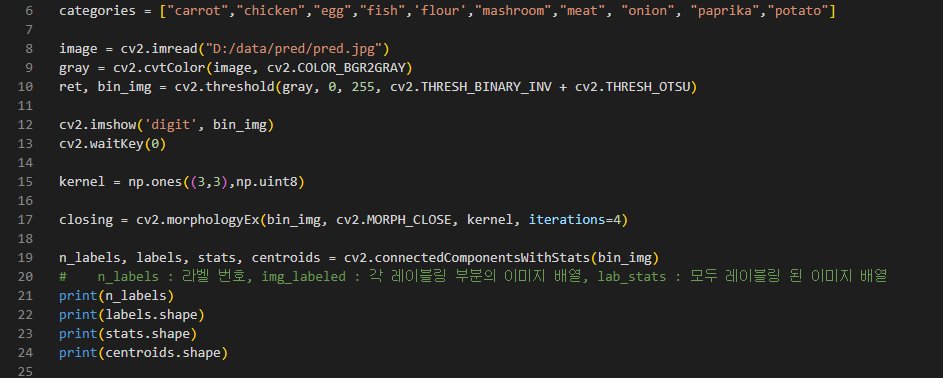 6 categories = ["carrot","chicken","egg","fish",'flour',"mashroom","meat", "onion", "paprika","potato"]
7
8 image = cv2.imread("D:/data/pred/pred.jpg")
9 gray = cv2.cvtColor(image, cv2.COLOR_BGR2GRAY)
10 ret, bin_img = cv2.threshold(gray, 0, 255, cv2.THRESH_BINARY_INV + cv2.THRESH_OTSU)
11
12 cv2.imshow('digit', bin_img)
13 cv2.waitKey(0)
14
15 kernel = np.ones((3,3),np.uint8)
16
17 closing = cv2.morphologyEx(bin_img, cv2.MORPH_CLOSE, kernel, iterations=4)
18
19 n_labels, labels, stats, centroids = cv2.connectedComponentsWithStats(bin_img)
20 #    n_labels : 라벨 번호, img_labeled : 각 레이블링 부분의 이미지 배열, lab_stats : 모두 레이블링 된 이미지 배열
21 print(n_labels)
22 print(labels.shape)
23 print(stats.shape)
24 print(centroids.shape)
25